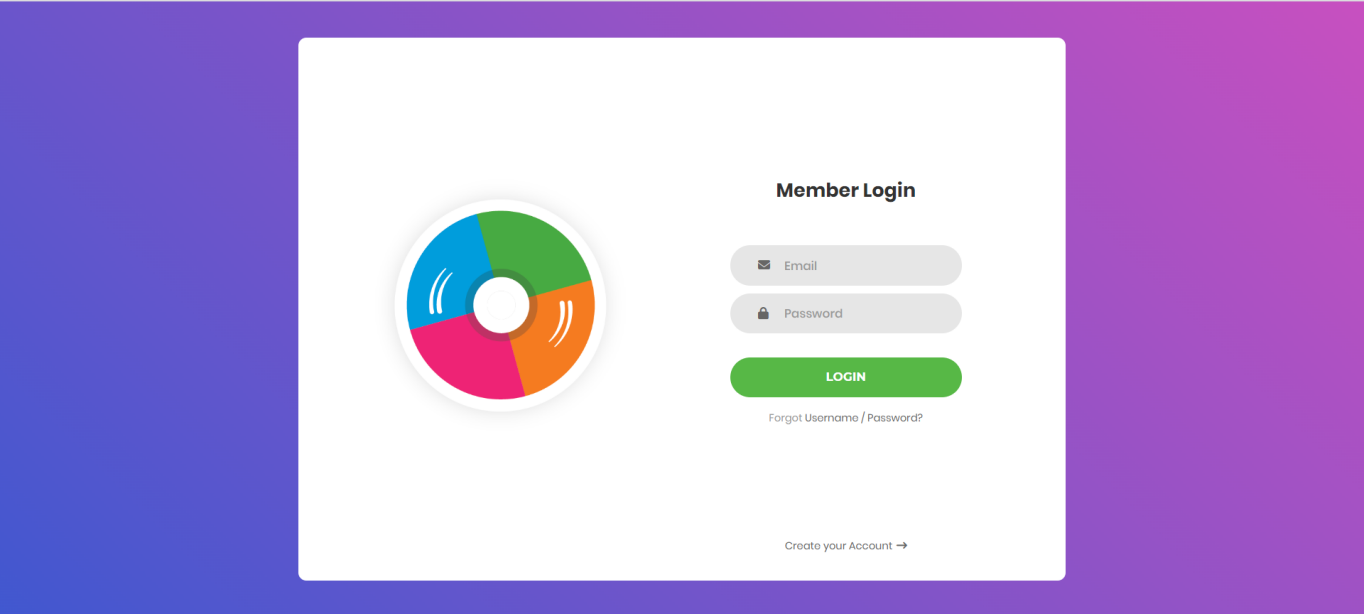 Member Login
Email
Password
LOGIN
Forgot Username / Password?
Create your Account →